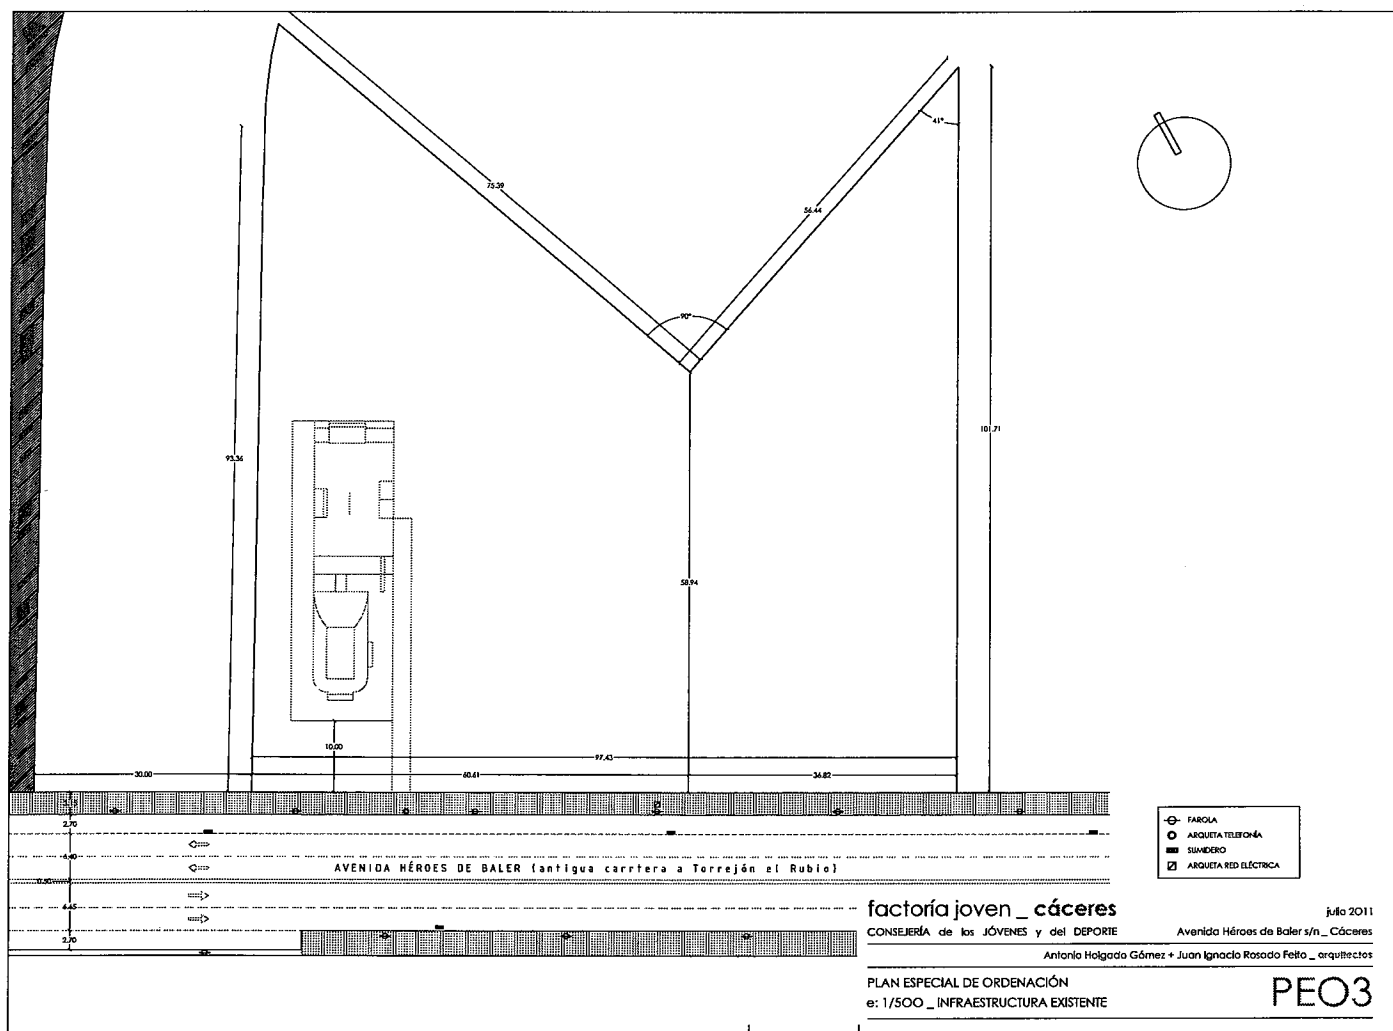 41°
75.39
56.44
90°
101.71
93.36
58.94
10.00
97.43
30.00
60.61
36.82
2.70
6.40
AVENIDA HÉROES DE BALER (antigua carrtera a Torrejón el Rubio)
6.45
2.70
FAROLA
ARQUETA TELEFONÍA
SUMIDERO
ARQUETA RED ELÉCTRICA
factoría joven _ cáceres
julio 2011
CONSEJERÍA de los JÓVENES y del DEPORTE
Avenida Héroes de Baler s/n _ Cáceres
Antonio Holgado Gómez + Juan Ignacio Rosado Feito _ arquitectos
PLAN ESPECIAL DE ORDENACIÓN
e: 1/500 _ INFRAESTRUCTURA EXISTENTE
PEO3